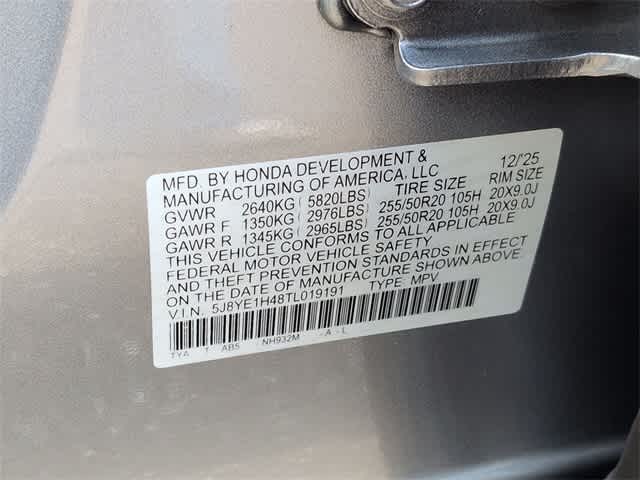 MFD. BY HONDA DEVELOPMENT & 12/'25
MANUFACTURING OF AMERICA, LLC
TIRE SIZE RIM SIZE
GVWR 2640KG( 5820LBS)
GAWR F 1350KG( 2976LBS) 255/50R20 105H 20X9.0J
GAWR R 1345KG( 2965LBS) 255/50R20 105H 20X9.0J
THIS VEHICLE CONFORMS TO ALL APPLICABLE
FEDERAL MOTOR VEHICLE SAFETY
AND THEFT PREVENTION STANDARDS IN EFFECT
ON THE DATE OF MANUFACTURE SHOWN ABOVE.
V.I.N. 5J8YE1H48TL019191 TYPE: MPV
TYA 1 AB5 NH932M - A - L